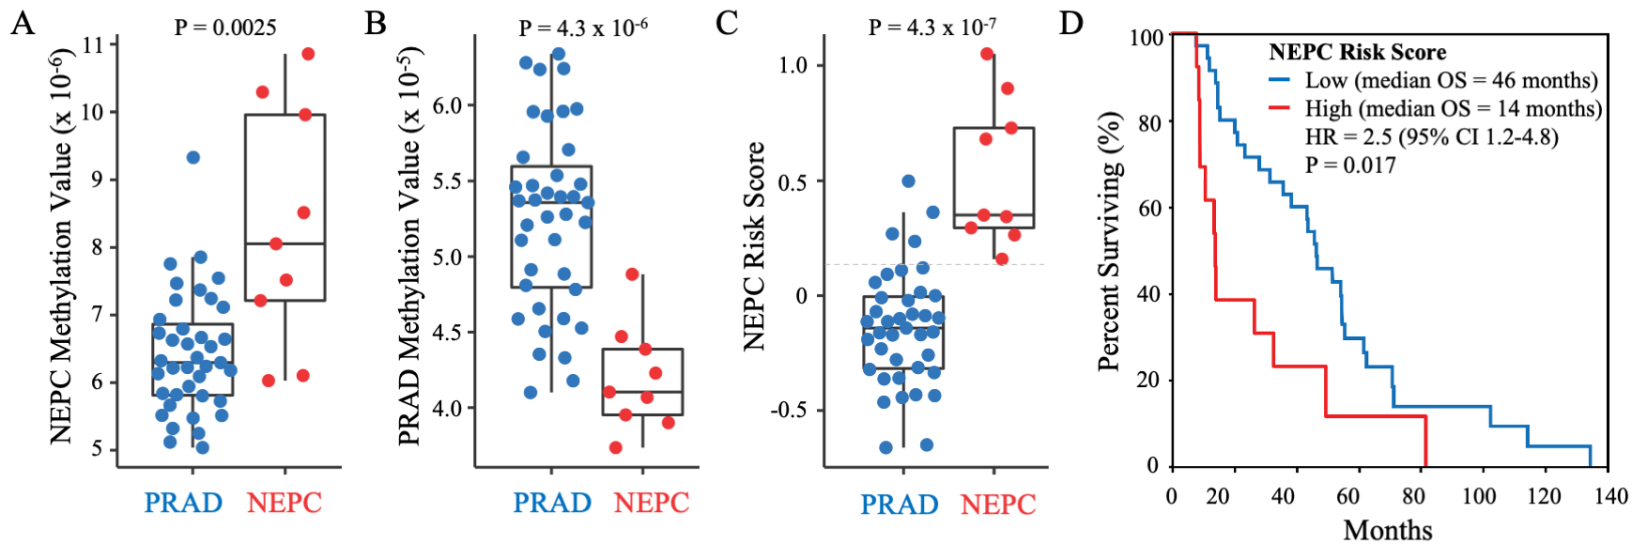 A
P = 0.0025
NEPC Methylation Value (x 10-6)
11
10
9
8
7
6
5
PRAD
NEPC
B
P = 4.3 x 10-6
PRAD Methylation Value (x 10-5)
6.0
5.5
5.0
4.5
4.0
PRAD
NEPC
C
P = 4.3 x 10-7
NEPC Risk Score
1.0
0.5
0
-0.5
PRAD
NEPC
D
Percent Surviving (%)
100
80
60
40
20
0
NEPC Risk Score
Low (median OS = 46 months)
High (median OS = 14 months)
HR = 2.5 (95% CI 1.2-4.8)
P = 0.017
0 20 40 60 80 100 120 140
Months